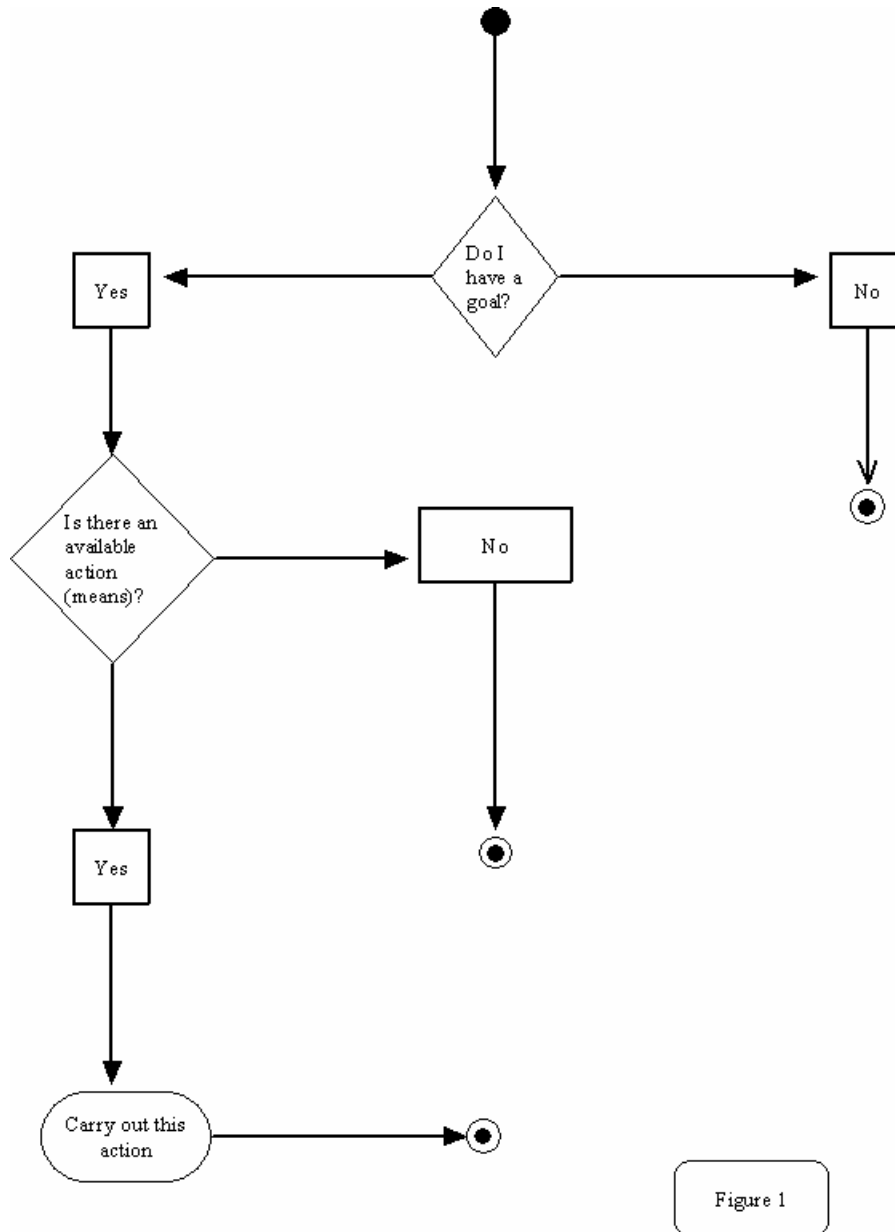 Do I
have a
goal?
Yes
No
Is there an
available
action
(means)?
No
Yes
Carry out this
action
Figure 1